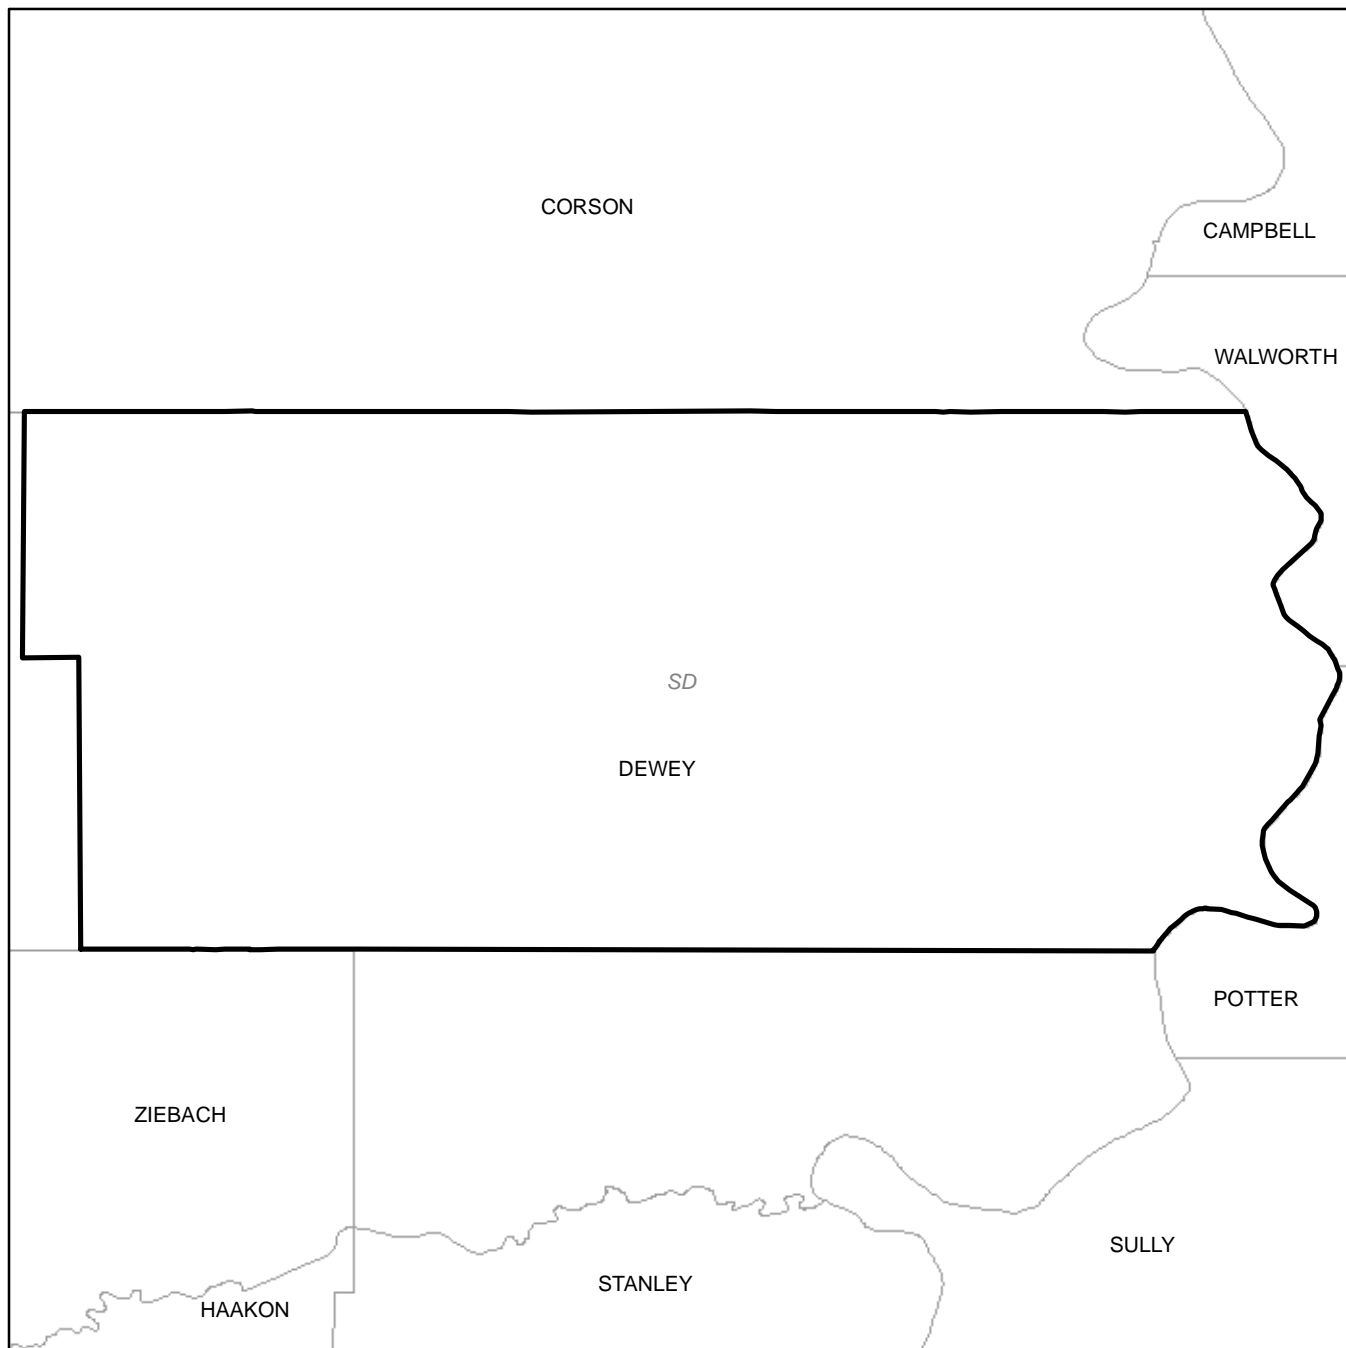 CORSON
CAMPBELL
WALWORTH
SD
DEWEY
POTTER
ZIEBACH
SULLY
STANLEY
HAAKON